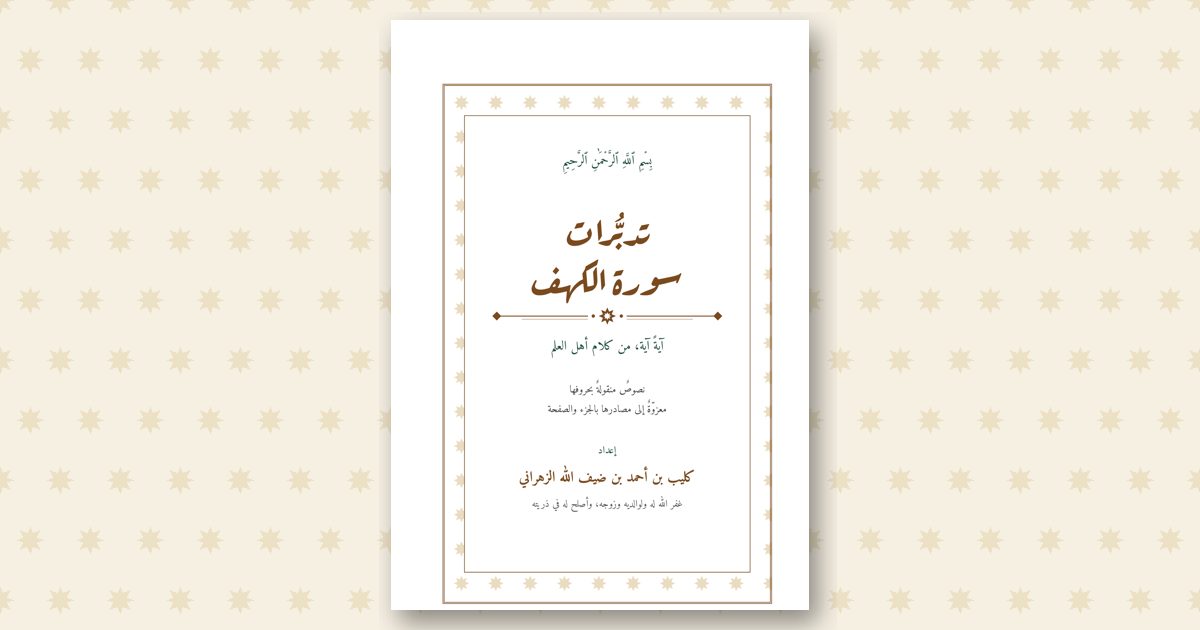 بِسْمِ ٱللَّهِ ٱلرَّحْمَٰنِ ٱلرَّحِيمِ
تدبُّرات
سورة الكهف
آيةً آية، من كلام أهل العلم
نصوصٌ منقولةٌ بحروفها
معزوّةٌ إلى مصادرها بالجزء والصفحة
إعداد
كليب بن أحمد بن ضيف الله الزهراني
غفر الله له ولوالديه وزوجه، وأصلح له في ذريته